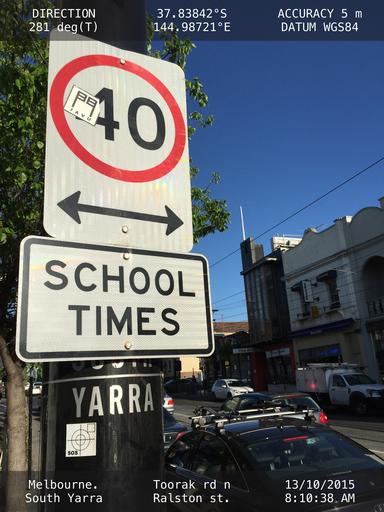 DIRECTION 37.83842°S ACCURACY 5 m
281 deg(T) 144.98721°E DATUM WGS84
40
SCHOOL
TIMES
SOUTH
YARRA
SOS
Melbourne. Toorak rd n 13/10/2015
South Yarra Ralston st. 8:10:38 AM